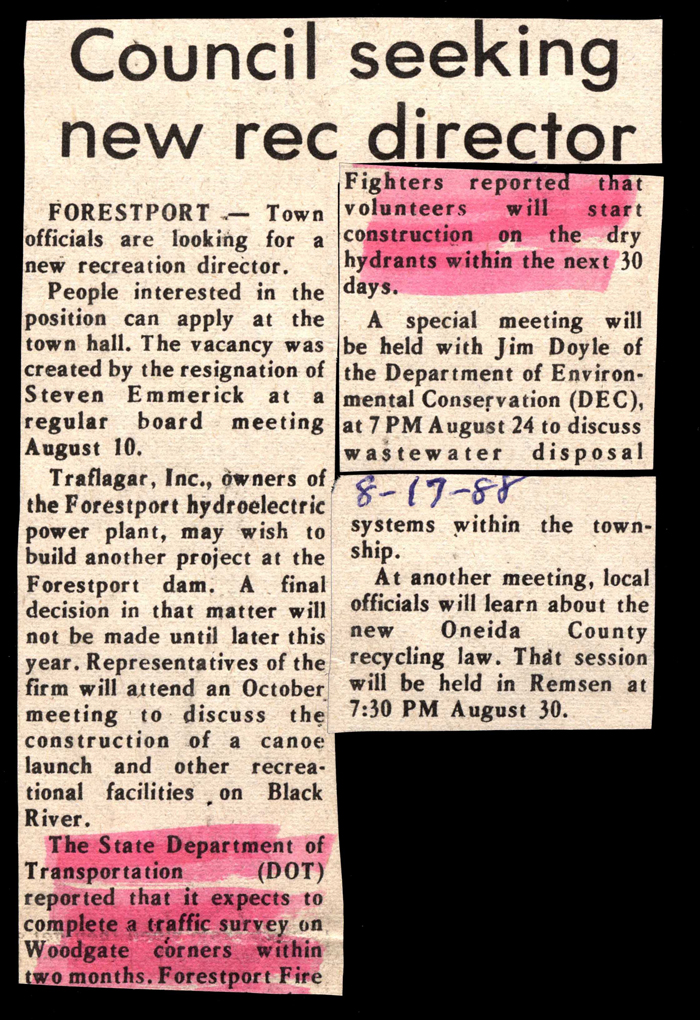 Council seeking
new rec director
FORESTPORT — Town
officials are looking for a
new recreation director.
People interested in the
position can apply at the
town hall. The vacancy was
created by the resignation of
Steven Emmerick at a
regular board meeting
August 10.
Traflagar, Inc., owners of
the Forestport hydroelectric
power plant, may wish to
build another project at the
Forestport dam. A final
decision in that matter will
not be made until later this
year. Representatives of the
firm will attend an October
meeting to discuss the
construction of a canoe
launch and other recrea-
tional facilities on Black
River.
The State Department of
Transportation (DOT)
reported that it expects to
complete a traffic survey on
Woodgate corners within
two months. Forestport Fire
Fighters reported that
volunteers will start
construction on the dry
hydrants within the next 30
days.
A special meeting will
be held with Jim Doyle of
the Department of Environ-
mental Conservation (DEC),
at 7 PM August 24 to discuss
wastewater disposal
8-17-88
systems within the town-
ship.
At another meeting, local
officials will learn about the
new Oneida County
recycling law. That session
will be held in Remsen at
7:30 PM August 30.